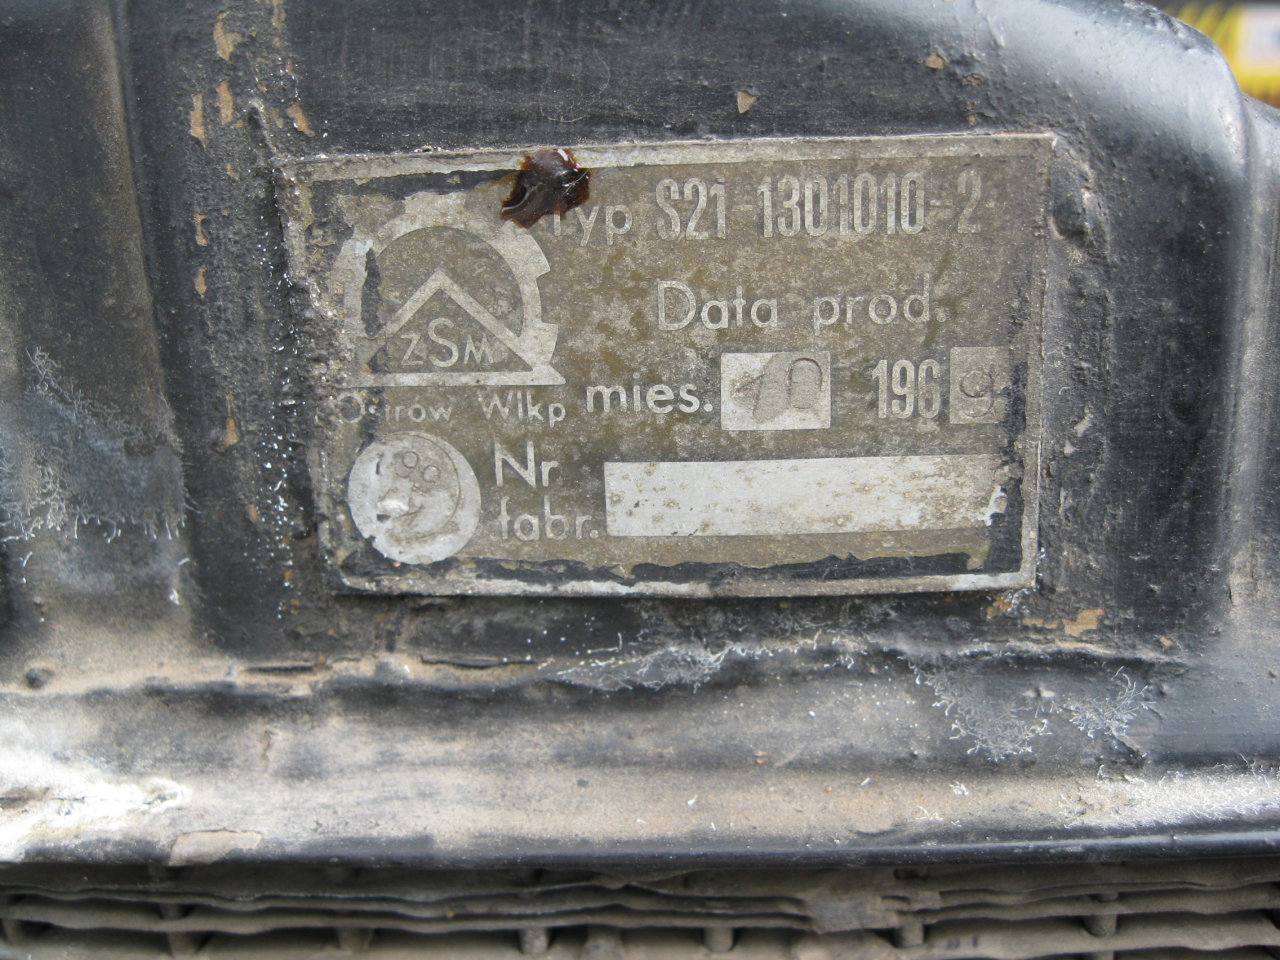 Typ S21-1301010-2
ZSM
Data prod.
Ostrów Wlkp
mies. 10 1969
Nr
fabr.